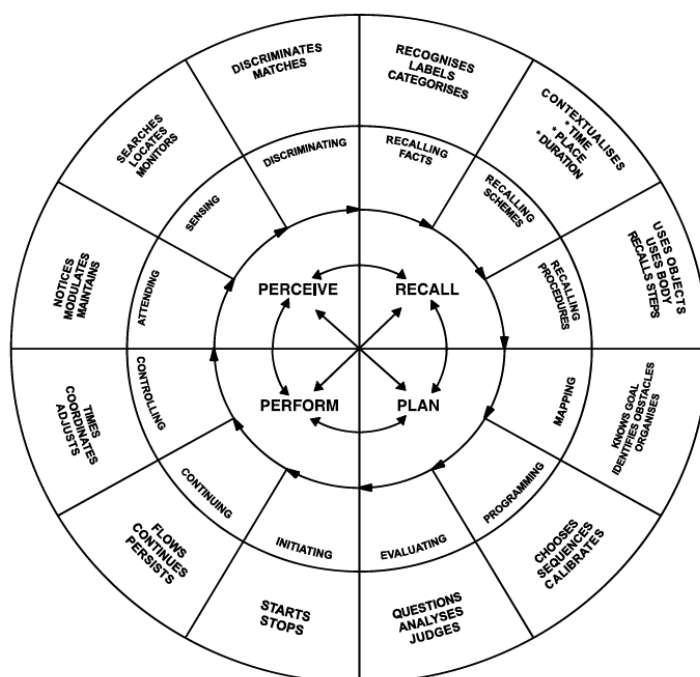 DISCRIMINATES
MATCHES
RECOGNISES
LABELS
CATEGORISES
CONTEXTUALISES
* TIME
* PLACE
* DURATION
USES OBJECTS
USES BODY
RECALLS STEPS
KNOWS GOAL
IDENTIFIES OBSTACLES
ORGANISES
CHOOSES
SEQUENCES
CALIBRATES
QUESTIONS
ANALYSES
JUDGES
STARTS
STOPS
FLOWS
CONTINUES
PERSISTS
TIMES
COORDINATES
ADJUSTS
NOTICES
MODULATES
MAINTAINS
SEARCHES
LOCATES
MONITORS
DISCRIMINATING
RECALLING
FACTS
RECALLING
SCHEMES
RECALLING
PROCEDURES
MAPPING
PROGRAMMING
EVALUATING
INITIATING
CONTINUING
CONTROLLING
ATTENDING
SENSING
PERCEIVE
RECALL
PERFORM
PLAN